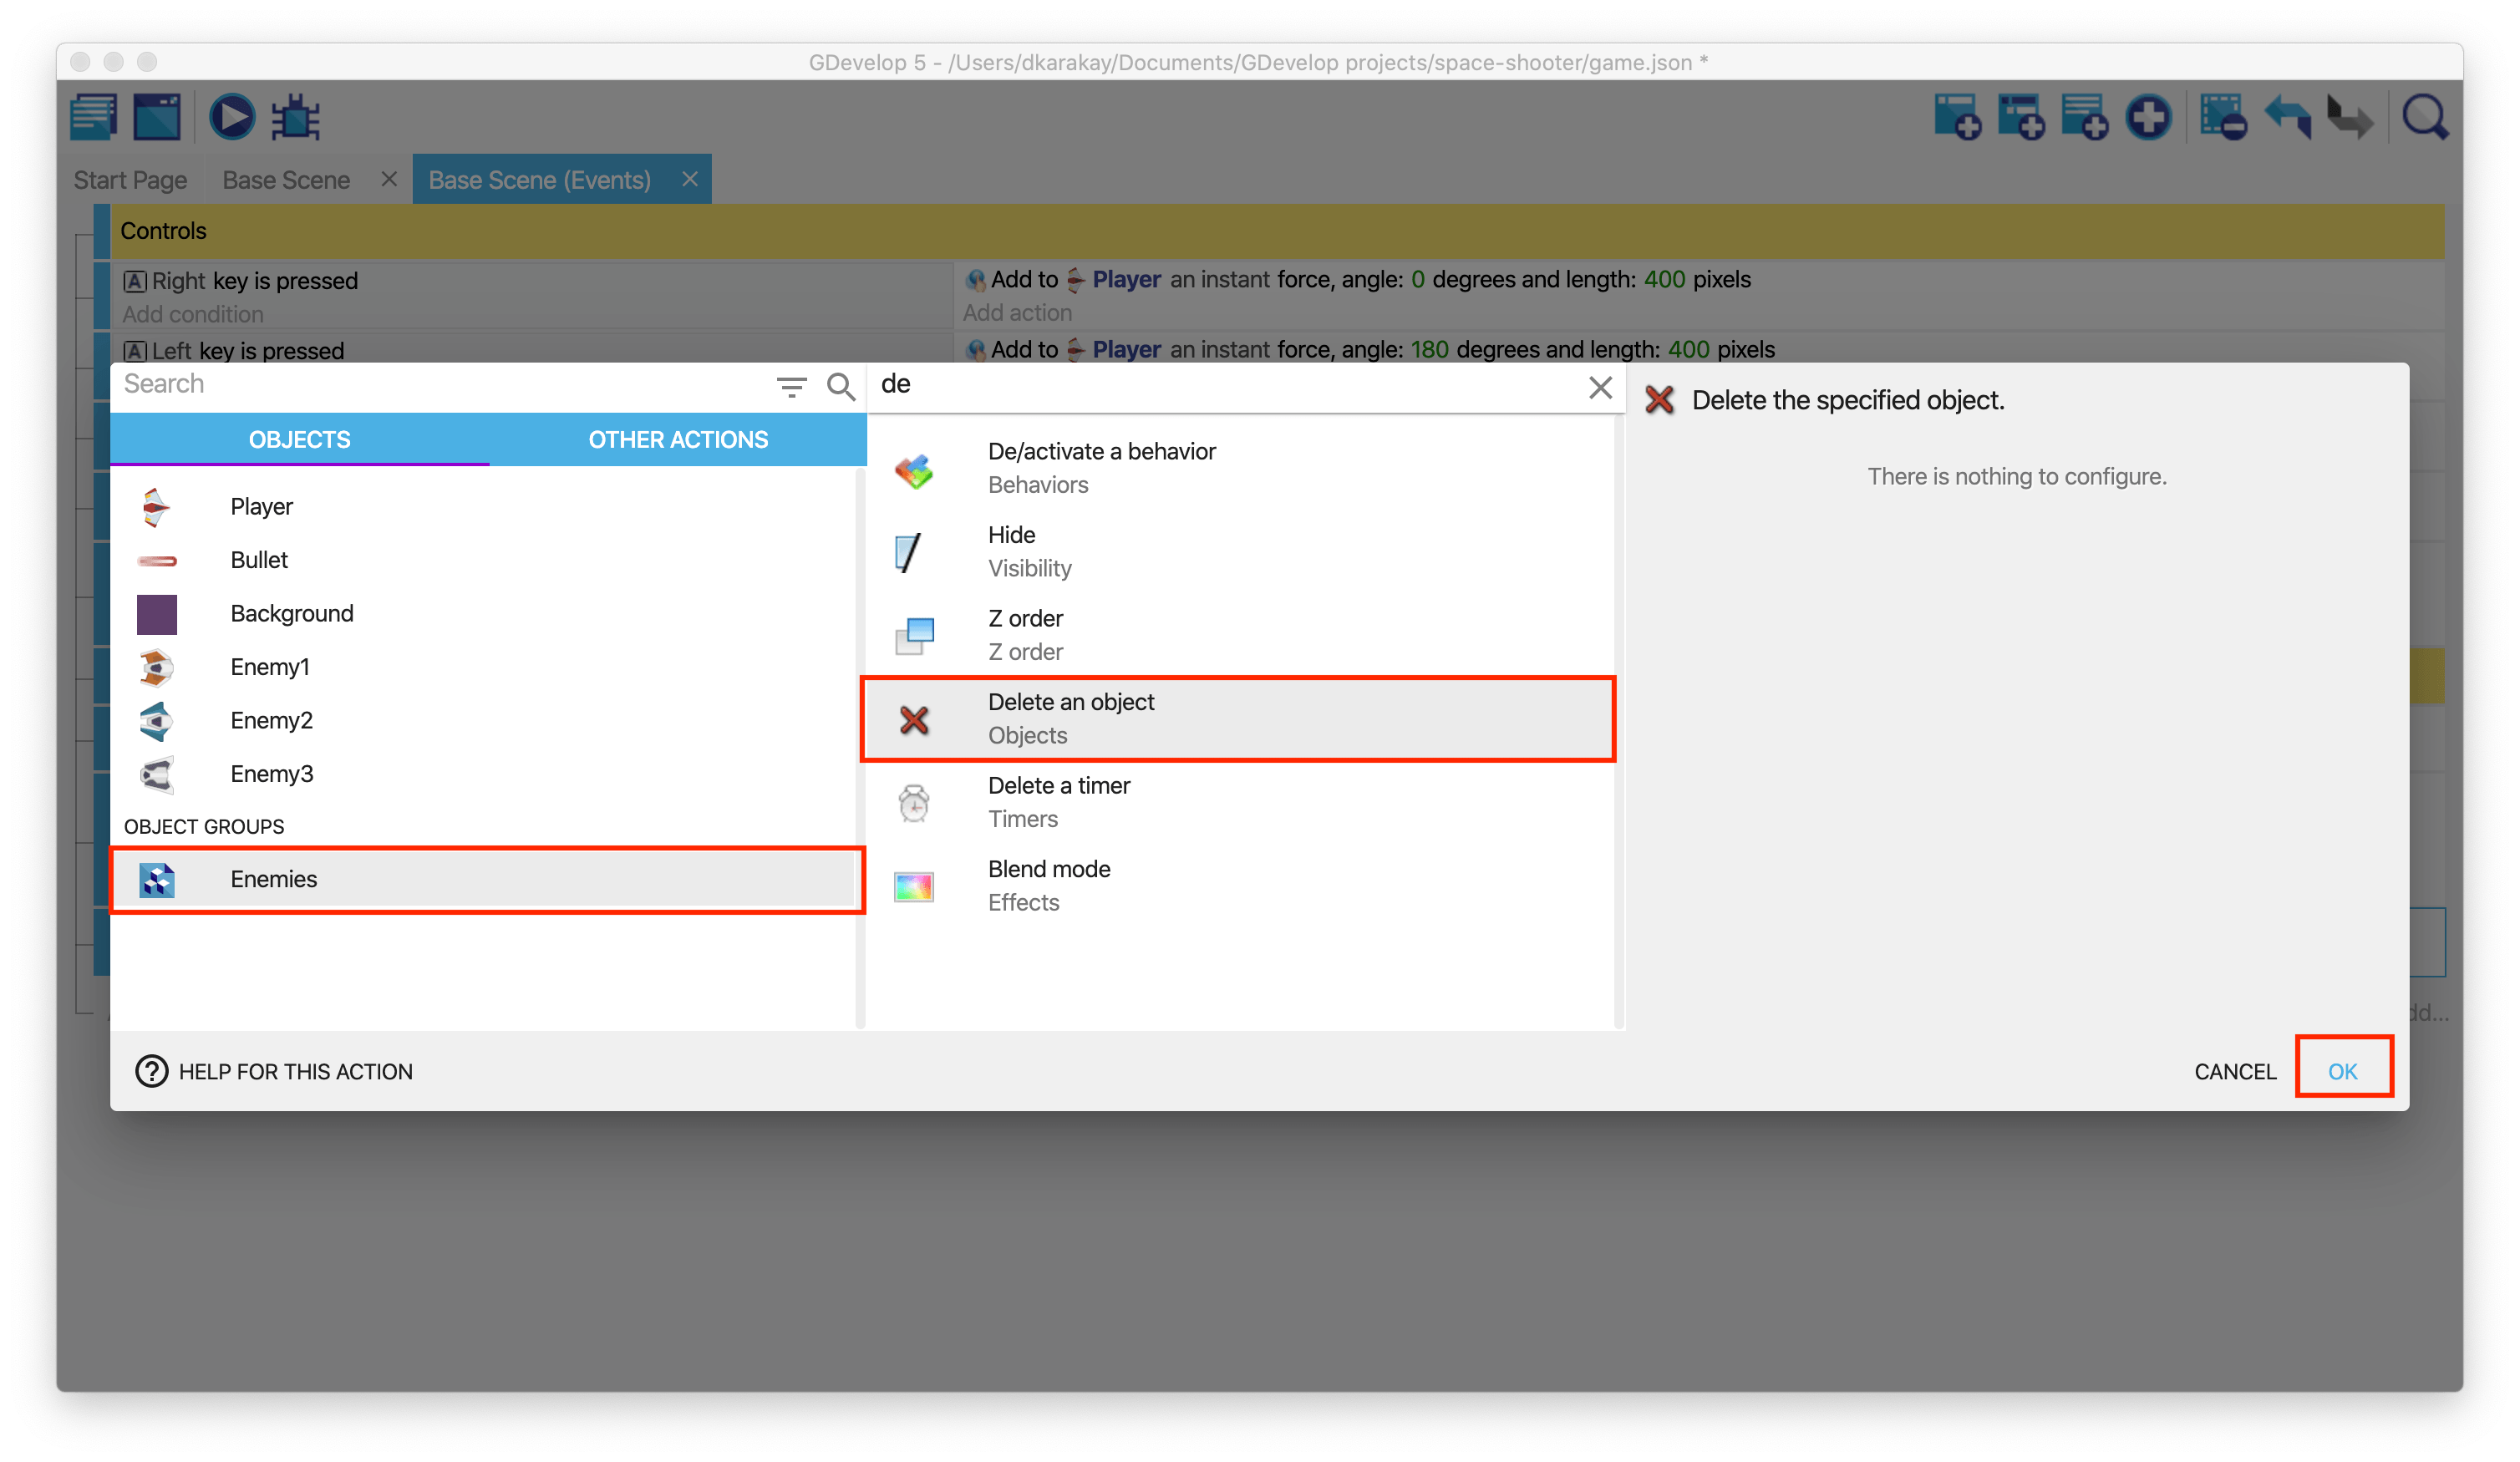 GDevelop 5 - /Users/dkarakay/Documents/GDevelop projects/space-shooter/game.json *
Start Page
Base Scene
Base Scene (Events)
Controls
A Right key is pressed
Add to Player an instant force, angle: 0 degrees and length: 400 pixels
Add condition
Add action
A Left key is pressed
Add to Player an instant force, angle: 180 degrees and length: 400 pixels
Search
OBJECTS
OTHER ACTIONS
Player
Bullet
Background
Enemy1
Enemy2
Enemy3
OBJECT GROUPS
Enemies
de
De/activate a behavior
Behaviors
Hide
Visibility
Z order
Z order
Delete an object
Objects
Delete a timer
Timers
Blend mode
Effects
Delete the specified object.
There is nothing to configure.
? HELP FOR THIS ACTION
CANCEL
OK